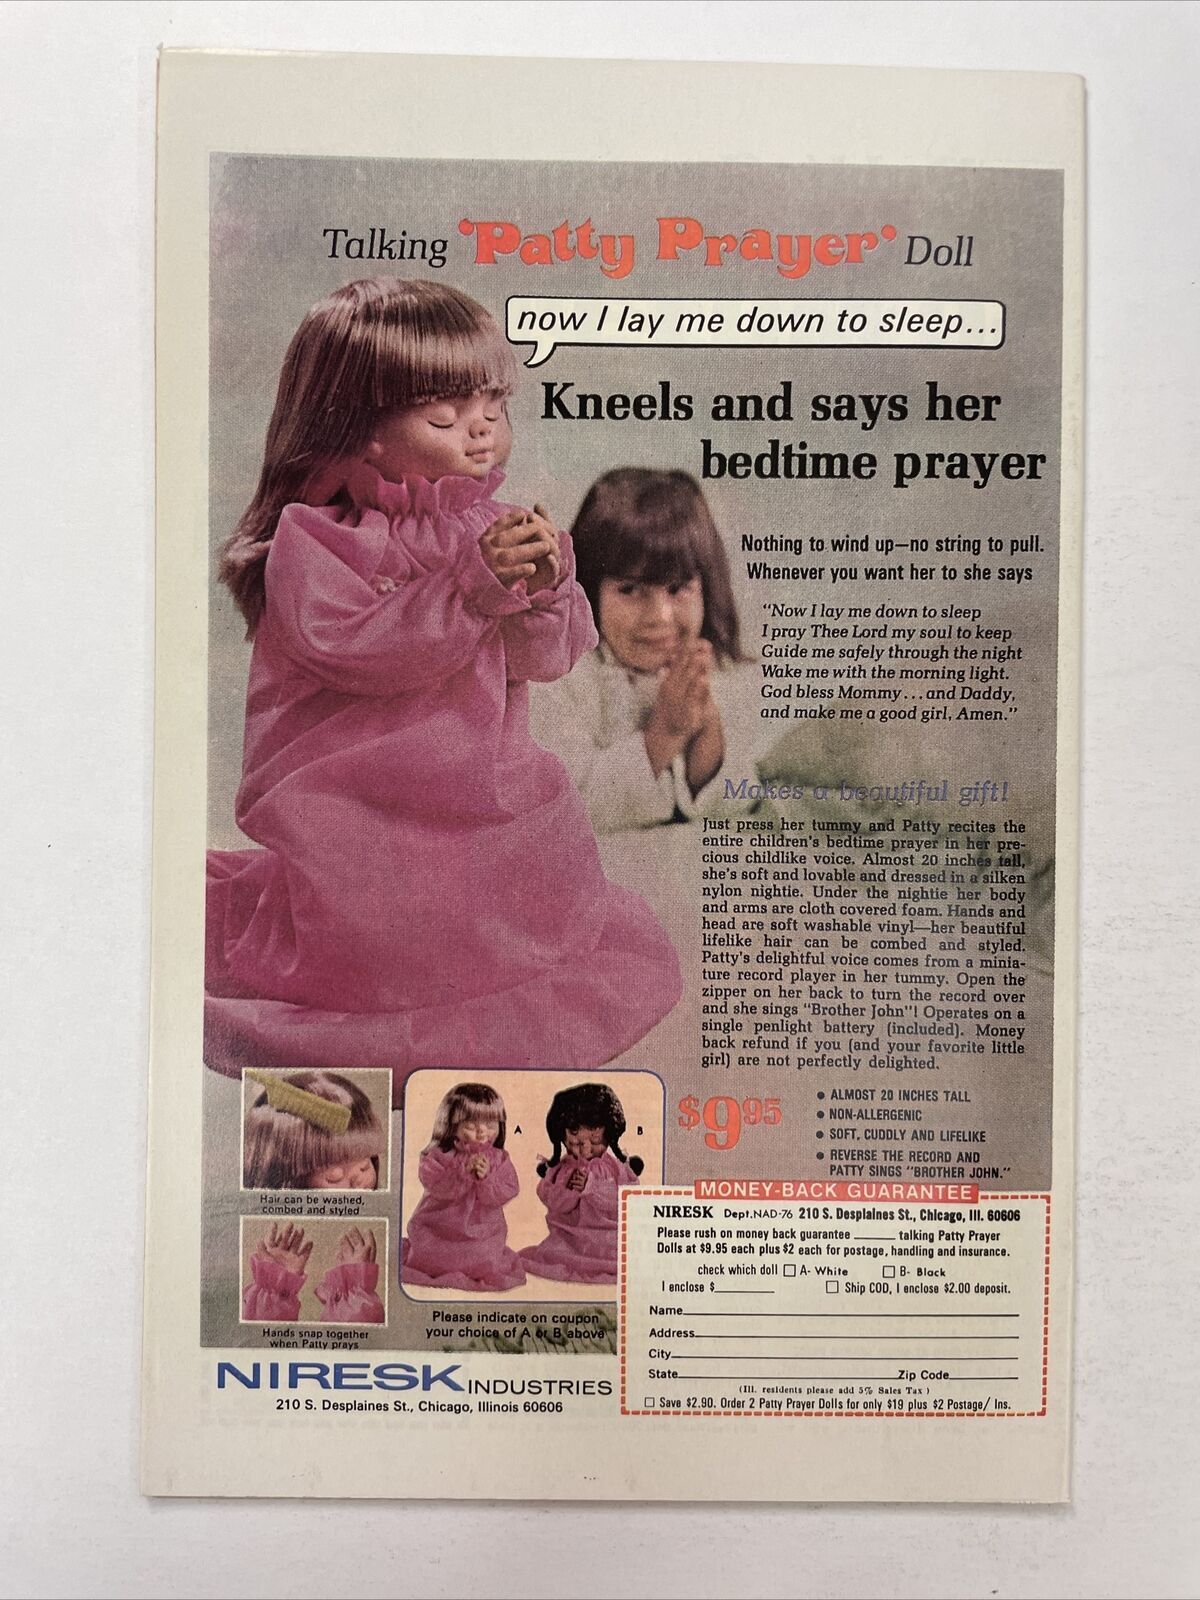 Talking 'Patty Prayer' Doll
now I lay me down to sleep...
Kneels and says her
bedtime prayer
Nothing to wind up—no string to pull.
Whenever you want her to she says
"Now I lay me down to sleep
I pray Thee Lord my soul to keep
Guide me safely through the night
Wake me with the morning light.
God bless Mommy...and Daddy,
and make me a good girl, Amen."
Makes a beautiful gift!
Just press her tummy and Patty recites the
entire children's bedtime prayer in her pre-
cious childlike voice. Almost 20 inches tall,
she's soft and lovable and dressed in a silken
nylon nightie. Under the nightie her body
and arms are cloth covered foam. Hands and
head are soft washable vinyl—her beautiful
lifelike hair can be combed and styled.
Patty's delightful voice comes from a minia-
ture record player in her tummy. Open the
zipper on her back to turn the record over
and she sings "Brother John"! Operates on a
single penlight battery (included). Money
back refund if you (and your favorite little
girl) are not perfectly delighted.
$9.95
• ALMOST 20 INCHES TALL
• NON-ALLERGENIC
• SOFT, CUDDLY AND LIFELIKE
• REVERSE THE RECORD AND
PATTY SINGS "BROTHER JOHN."
Hair can be washed,
combed and styled
Hands snap together
when Patty prays
A
B
Please indicate on coupon
your choice of A or B above
NIRESK INDUSTRIES
210 S. Desplaines St., Chicago, Illinois 60606
MONEY-BACK GUARANTEE
NIRESK Dept.NAD-76 210 S. Desplaines St., Chicago, Ill. 60606
Please rush on money back guarantee ______ talking Patty Prayer
Dolls at $9.95 each plus $2 each for postage, handling and insurance.
check which doll ☐ A- White ☐ B- Black
I enclose $________ ☐ Ship COD, I enclose $2.00 deposit.
Name
Address
City
State Zip Code
(Ill. residents please add 5% Sales Tax)
☐ Save $2.90. Order 2 Patty Prayer Dolls for only $19 plus $2 Postage/ Ins.